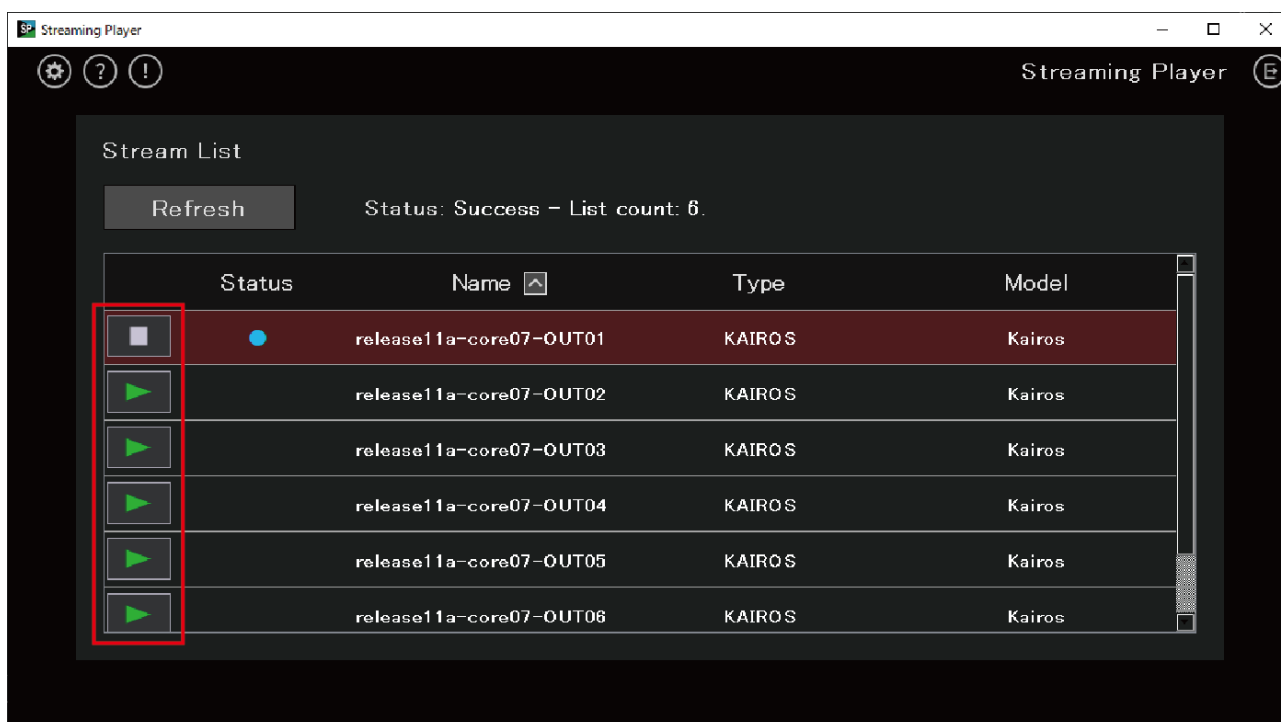 SP Streaming Player
? ! Streaming Player
Stream List
Refresh Status: Success - List count: 6.
Status Name Type Model
release11a-core07-OUT01 KAIROS Kairos
release11a-core07-OUT02 KAIROS Kairos
release11a-core07-OUT03 KAIROS Kairos
release11a-core07-OUT04 KAIROS Kairos
release11a-core07-OUT05 KAIROS Kairos
release11a-core07-OUT06 KAIROS Kairos